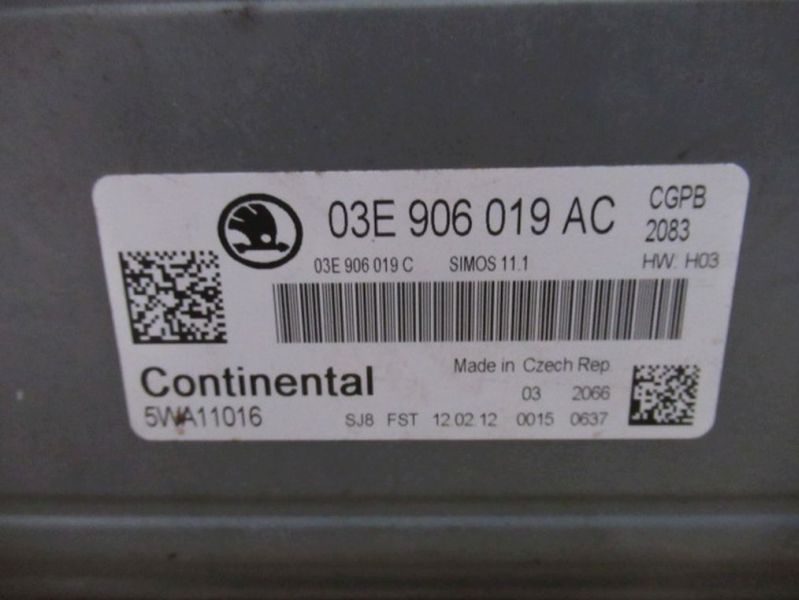 03E 906 019 AC
CGPB
2083
03E 906 019 C SIMOS 11.1
HW: H03
Continental
Made in Czech Rep
03 2066
5WA11016
SJ8 FST 12.02.12 0015 0637